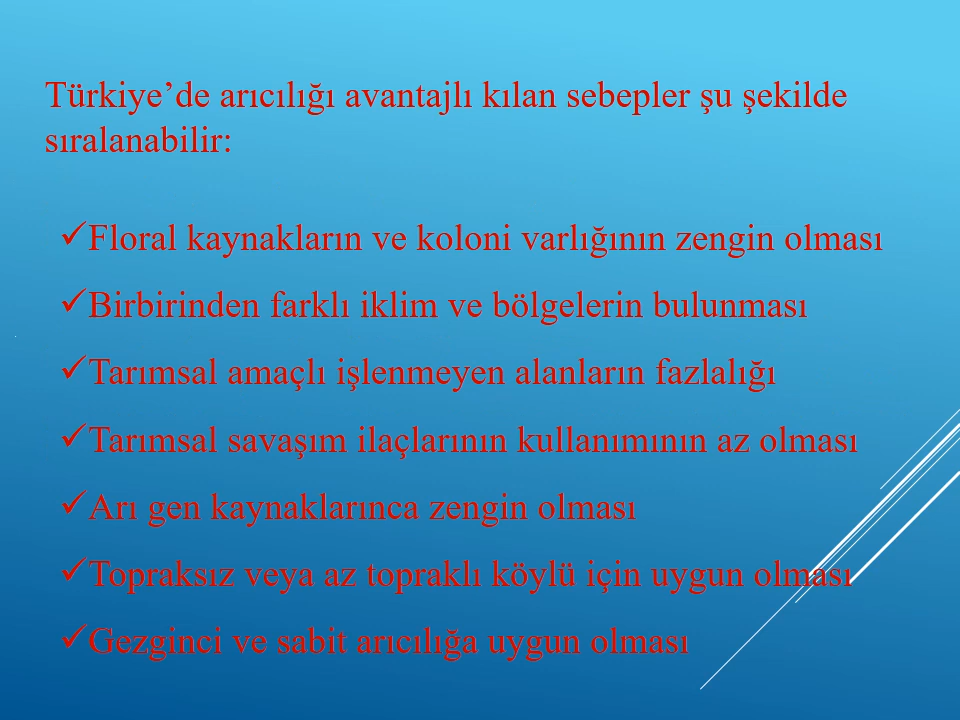 Türkiye’de arıcılığı avantajlı kılan sebepler şu şekilde
sıralanabilir:
✓Floral kaynakların ve koloni varlığının zengin olması
✓Birbirinden farklı iklim ve bölgelerin bulunması
✓Tarımsal amaçlı işlenmeyen alanların fazlalığı
✓Tarımsal savaşım ilaçlarının kullanımının az olması
✓Arı gen kaynaklarınca zengin olması
✓Topraksız veya az topraklı köylü için uygun olması
✓Gezginci ve sabit arıcılığa uygun olması